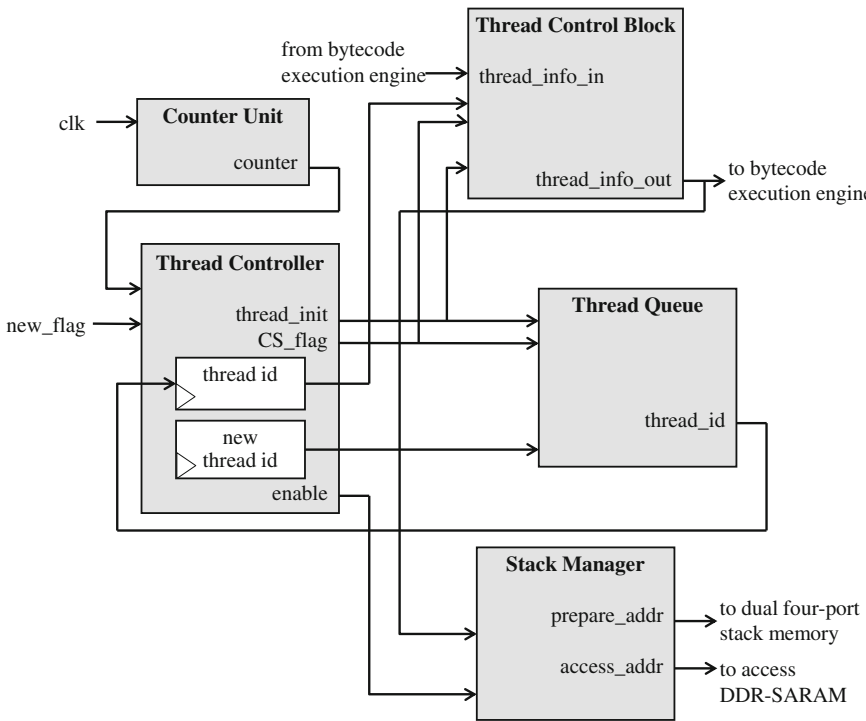 Thread Control Block
from bytecode
execution engine
thread_info_in
thread_info_out
to bytecode
execution engine
clk
Counter Unit
counter
Thread Controller
new_flag
thread_init
CS_flag
thread id
new
thread id
enable
Thread Queue
thread_id
Stack Manager
prepare_addr
access_addr
to dual four-port
stack memory
to access
DDR-SARAM